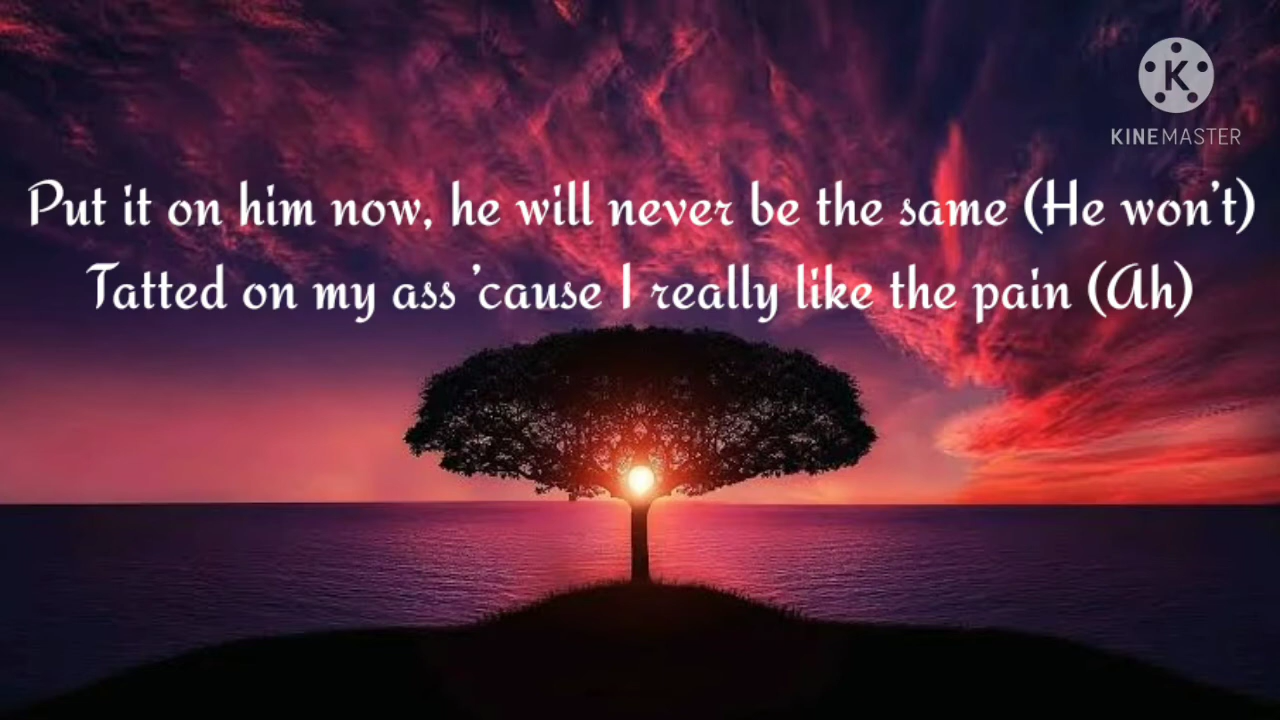 K
KINEMASTER
Put it on him now, he will never be the same (He won't)
Tatted on my ass 'cause I really like the pain (Ah)